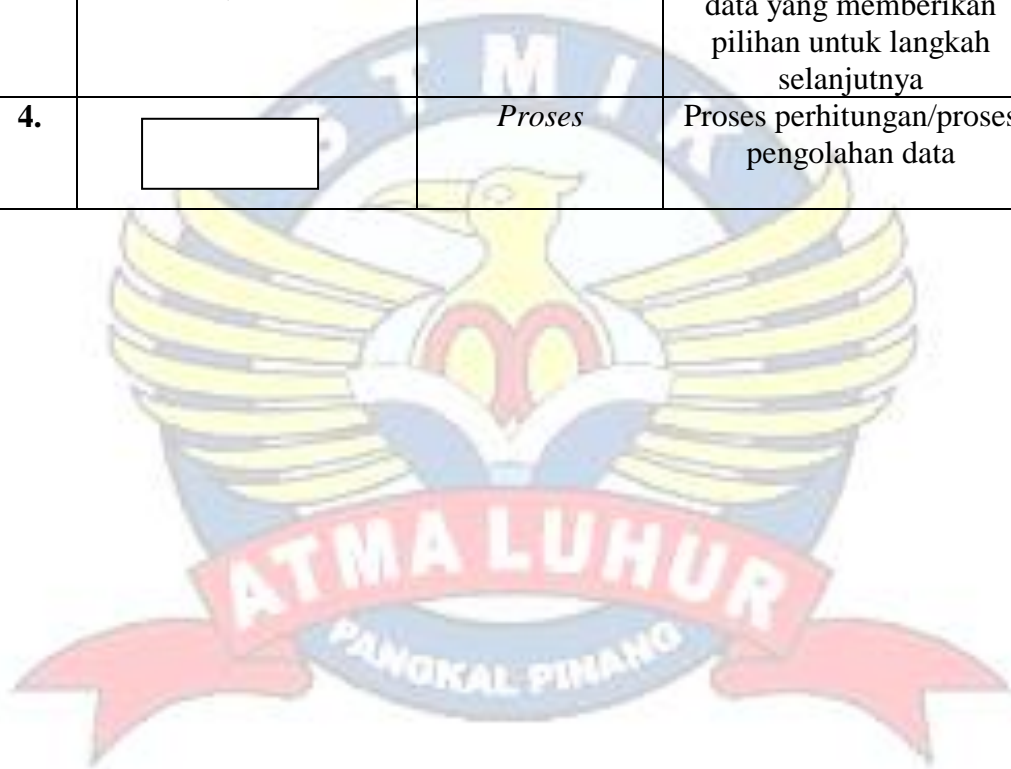 data yang memberikan
pilihan untuk langkah
selanjutnya
4. Proses Proses perhitungan/proses
pengolahan data
STMIK
ATMA LUHUR
PANGKAL PINANG